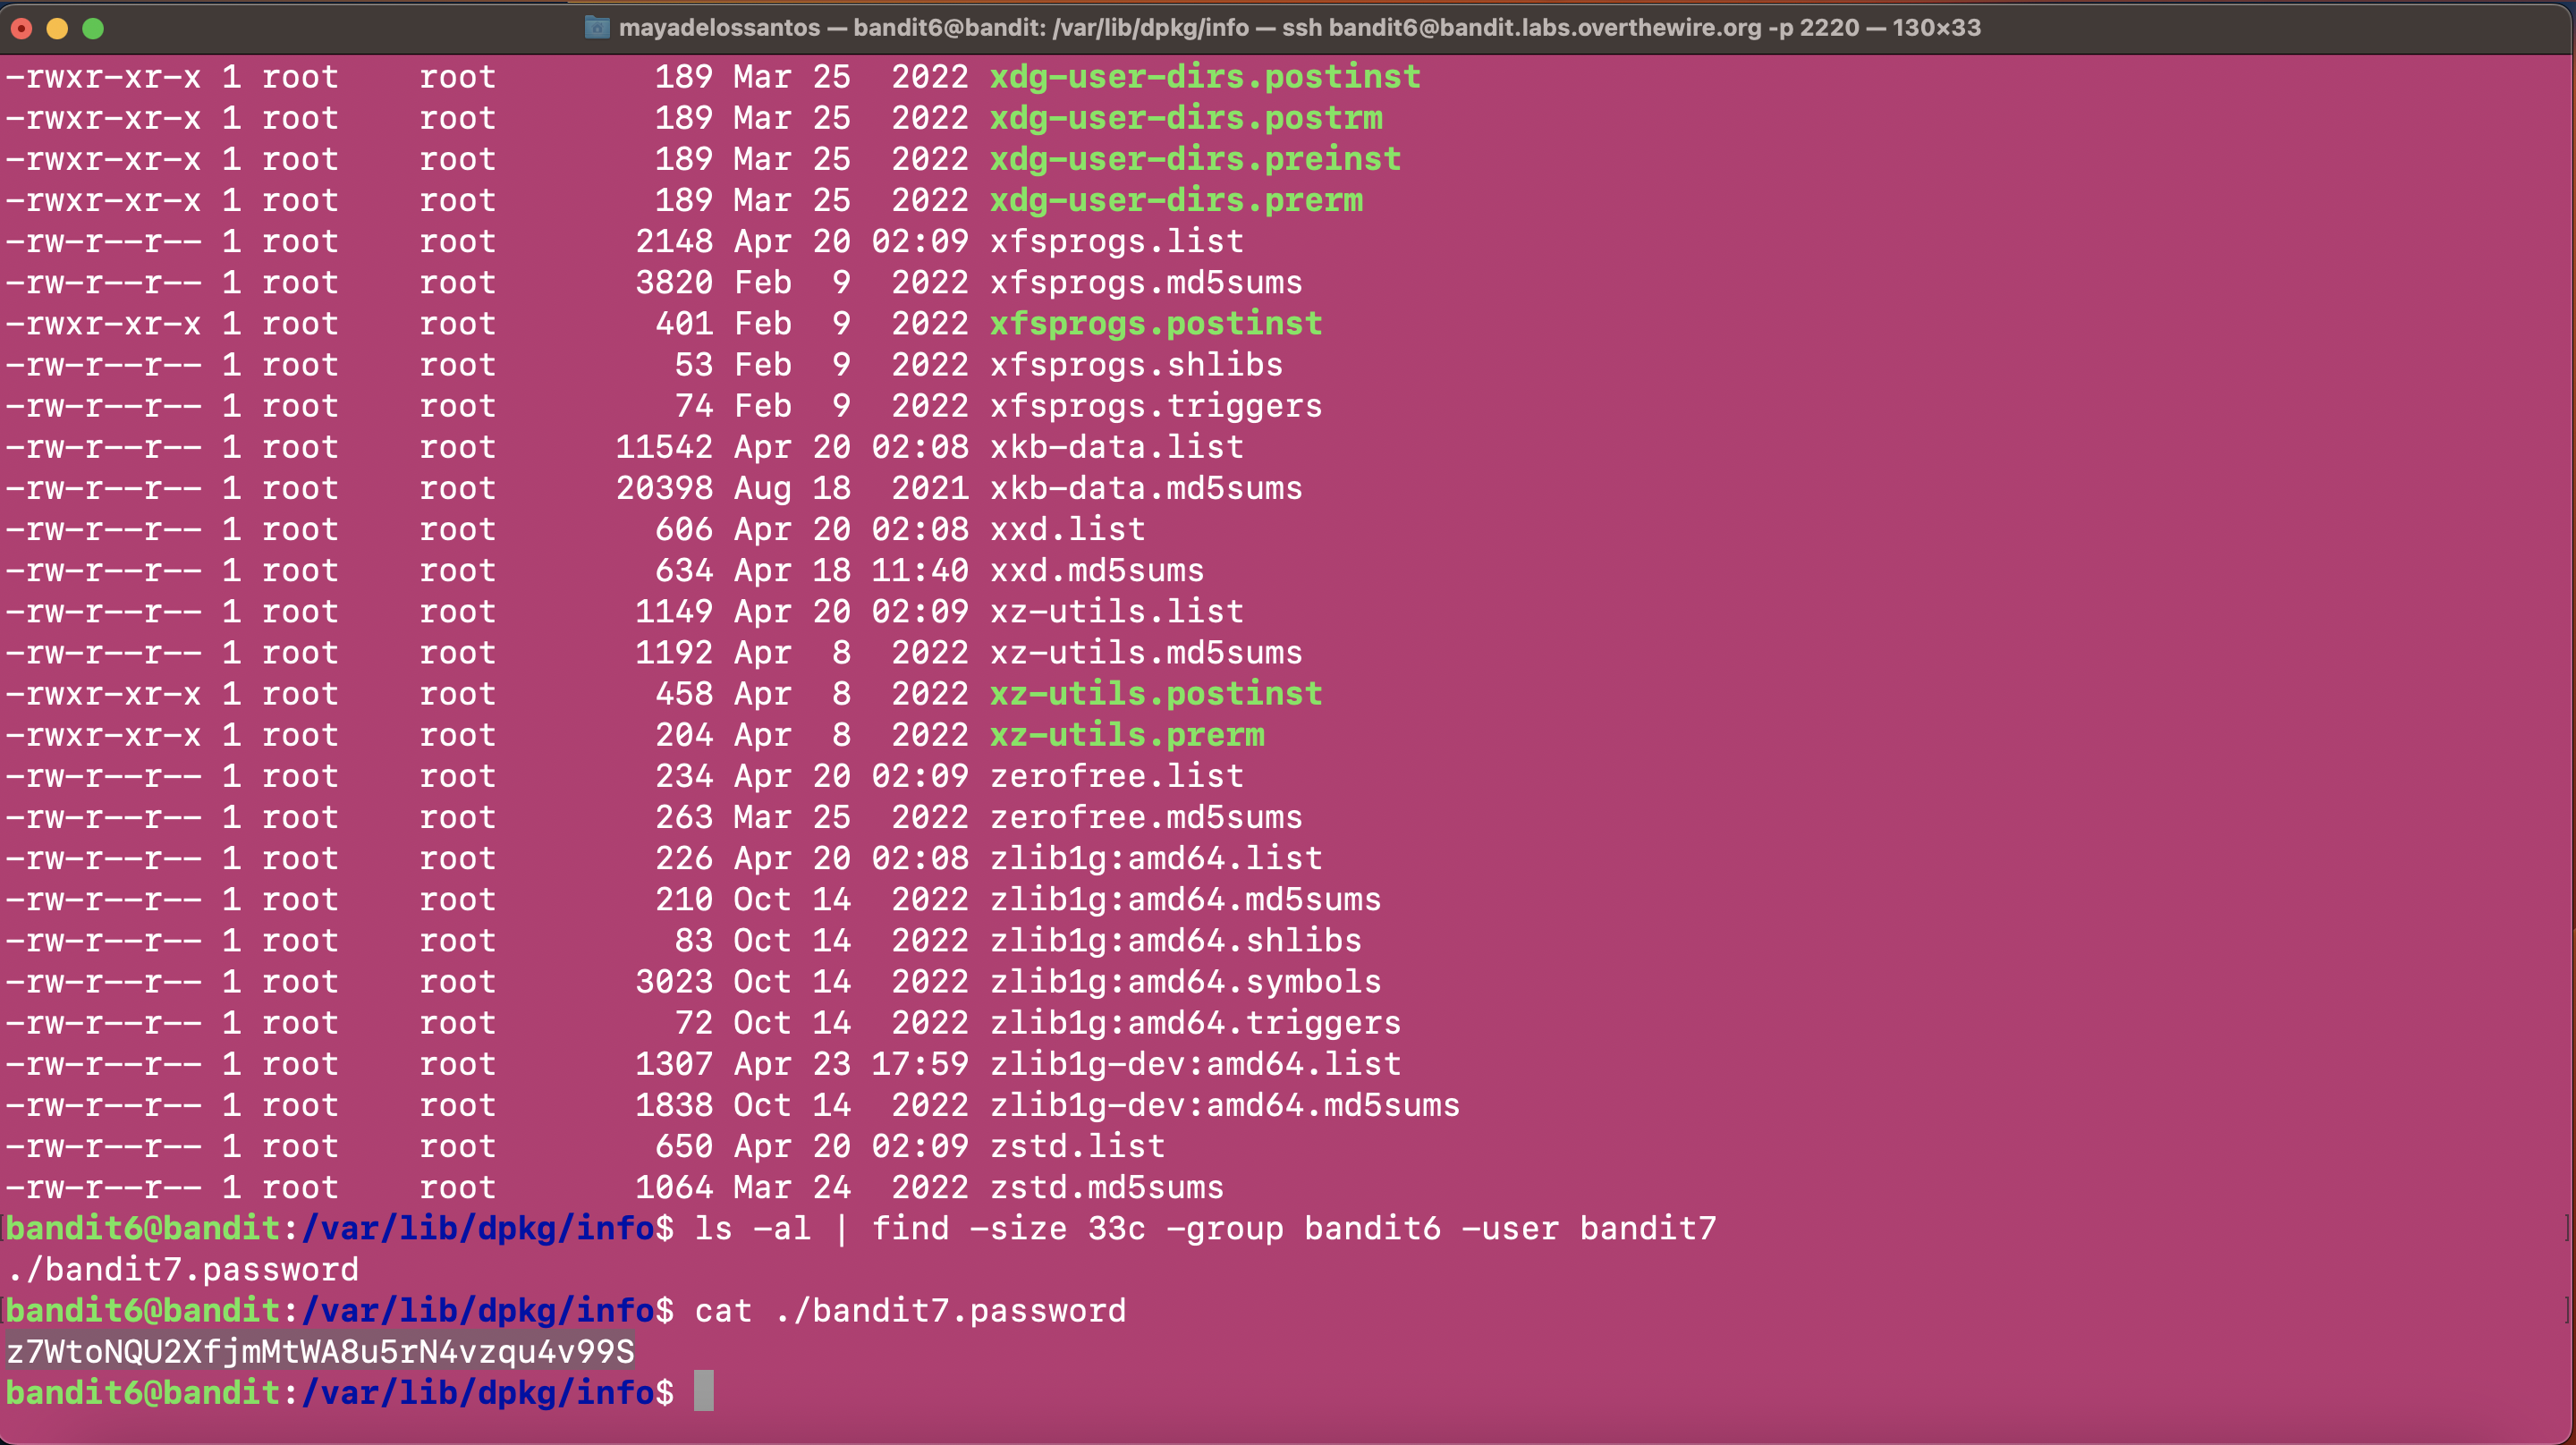 mayadelossantos — bandit6@bandit: /var/lib/dpkg/info — ssh bandit6@bandit.labs.overthewire.org -p 2220 — 130×33
-rwxr-xr-x 1 root    root        189 Mar 25  2022 xdg-user-dirs.postinst
-rwxr-xr-x 1 root    root        189 Mar 25  2022 xdg-user-dirs.postrm
-rwxr-xr-x 1 root    root        189 Mar 25  2022 xdg-user-dirs.preinst
-rwxr-xr-x 1 root    root        189 Mar 25  2022 xdg-user-dirs.prerm
-rw-r--r-- 1 root    root       2148 Apr 20 02:09 xfsprogs.list
-rw-r--r-- 1 root    root       3820 Feb  9  2022 xfsprogs.md5sums
-rwxr-xr-x 1 root    root        401 Feb  9  2022 xfsprogs.postinst
-rw-r--r-- 1 root    root         53 Feb  9  2022 xfsprogs.shlibs
-rw-r--r-- 1 root    root         74 Feb  9  2022 xfsprogs.triggers
-rw-r--r-- 1 root    root      11542 Apr 20 02:08 xkb-data.list
-rw-r--r-- 1 root    root      20398 Aug 18  2021 xkb-data.md5sums
-rw-r--r-- 1 root    root        606 Apr 20 02:08 xxd.list
-rw-r--r-- 1 root    root        634 Apr 18 11:40 xxd.md5sums
-rw-r--r-- 1 root    root       1149 Apr 20 02:09 xz-utils.list
-rw-r--r-- 1 root    root       1192 Apr  8  2022 xz-utils.md5sums
-rwxr-xr-x 1 root    root        458 Apr  8  2022 xz-utils.postinst
-rwxr-xr-x 1 root    root        204 Apr  8  2022 xz-utils.prerm
-rw-r--r-- 1 root    root        234 Apr 20 02:09 zerofree.list
-rw-r--r-- 1 root    root        263 Mar 25  2022 zerofree.md5sums
-rw-r--r-- 1 root    root        226 Apr 20 02:08 zlib1g:amd64.list
-rw-r--r-- 1 root    root        210 Oct 14  2022 zlib1g:amd64.md5sums
-rw-r--r-- 1 root    root         83 Oct 14  2022 zlib1g:amd64.shlibs
-rw-r--r-- 1 root    root       3023 Oct 14  2022 zlib1g:amd64.symbols
-rw-r--r-- 1 root    root         72 Oct 14  2022 zlib1g:amd64.triggers
-rw-r--r-- 1 root    root       1307 Apr 23 17:59 zlib1g-dev:amd64.list
-rw-r--r-- 1 root    root       1838 Oct 14  2022 zlib1g-dev:amd64.md5sums
-rw-r--r-- 1 root    root        650 Apr 20 02:09 zstd.list
-rw-r--r-- 1 root    root       1064 Mar 24  2022 zstd.md5sums
bandit6@bandit:/var/lib/dpkg/info$ ls -al | find -size 33c -group bandit6 -user bandit7
./bandit7.password
bandit6@bandit:/var/lib/dpkg/info$ cat ./bandit7.password
z7WtoNQU2XfjmMtWA8u5rN4vzqu4v99S
bandit6@bandit:/var/lib/dpkg/info$